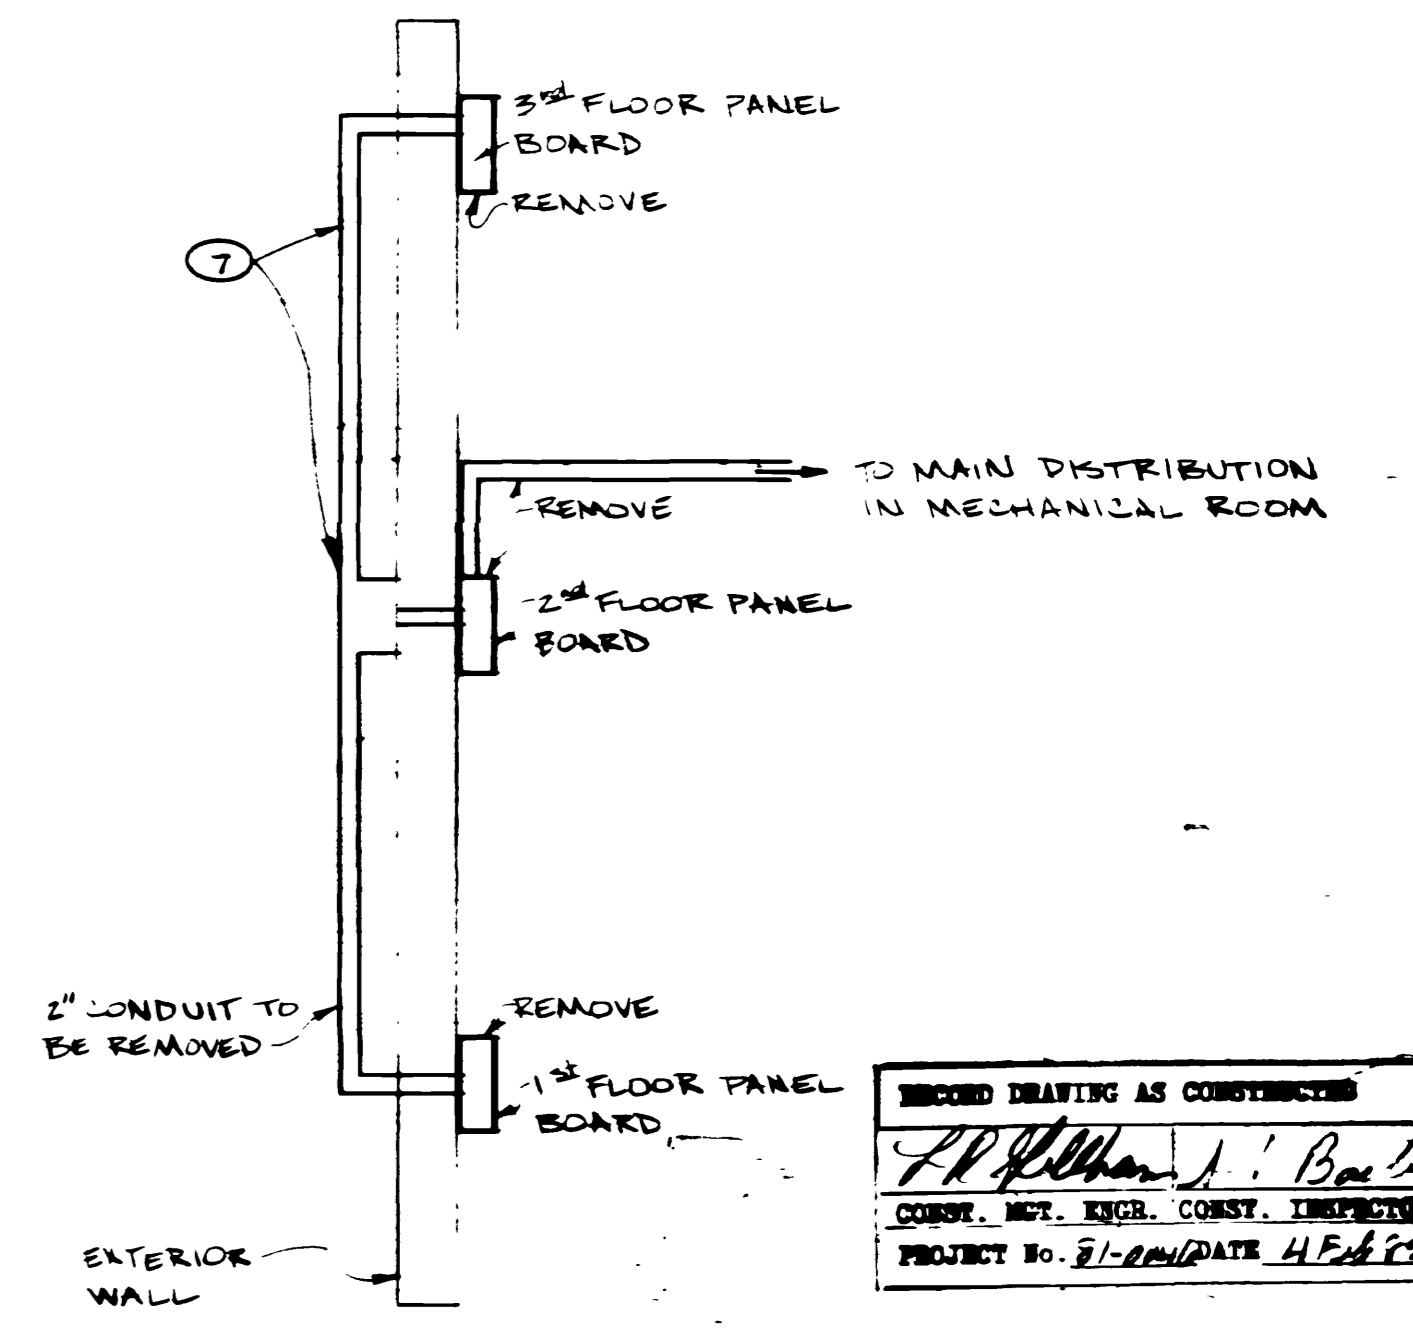 3rd FLOOR PANEL
BOARD
REMOVE
7
TO MAIN DISTRIBUTION
IN MECHANICAL ROOM
REMOVE
2nd FLOOR PANEL
BOARD
2" CONDUIT TO
BE REMOVED
REMOVE
1st FLOOR PANEL
BOARD
EXTERIOR
WALL
RECORD DRAWING AS CONSTRUCTED
CONST. MGT. ENGR. CONST.
PROJECT No. DATE 4 Feb